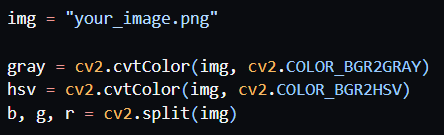 img = "your_image.png"
gray = cv2.cvtColor(img, cv2.COLOR_BGR2GRAY)
hsv = cv2.cvtColor(img, cv2.COLOR_BGR2HSV)
b, g, r = cv2.split(img)